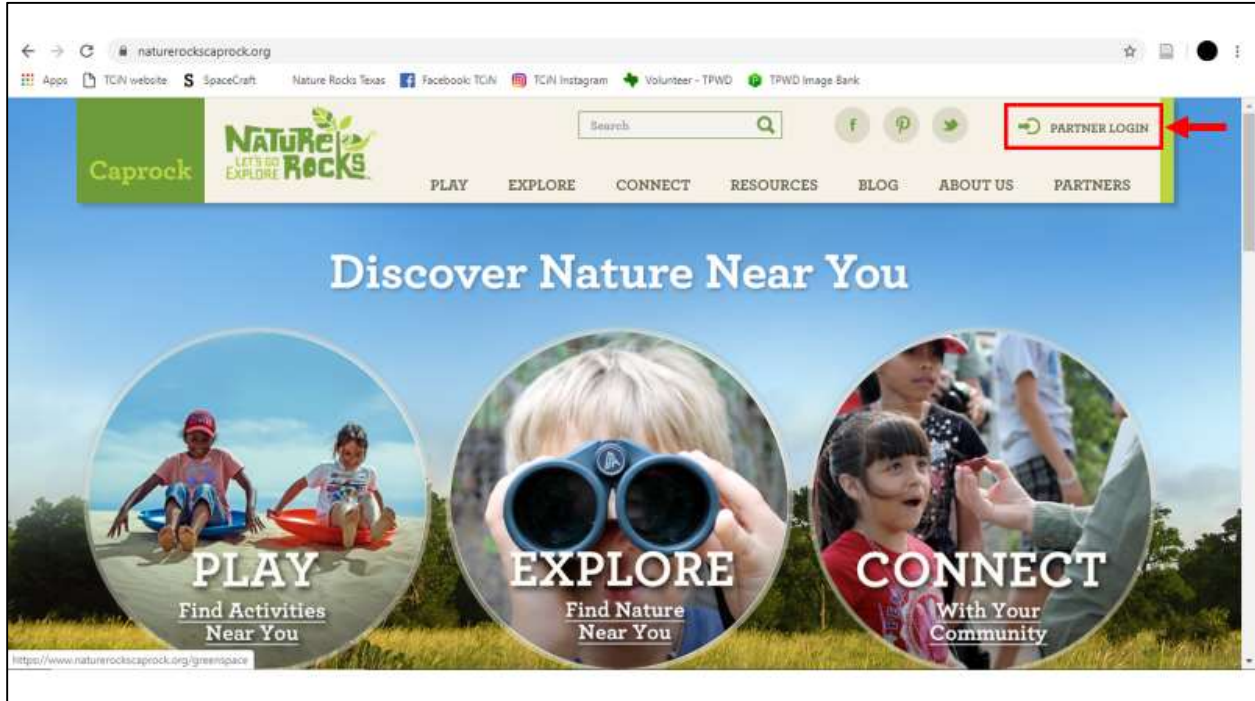 naturerockscaprock.org
Apps TCiN website S SpaceCraft Nature Rocks Texas Facebook: TCiN TCiN Instagram Volunteer - TPWD TPWD Image Bank
Search
f
PARTNER LOGIN
Caprock
NATURE ROCKS
LET'S GO EXPLORE
PLAY EXPLORE CONNECT RESOURCES BLOG ABOUT US PARTNERS
Discover Nature Near You
PLAY
Find Activities
Near You
EXPLORE
Find Nature
Near You
CONNECT
With Your
Community
https://www.naturerockscaprock.org/greenspace